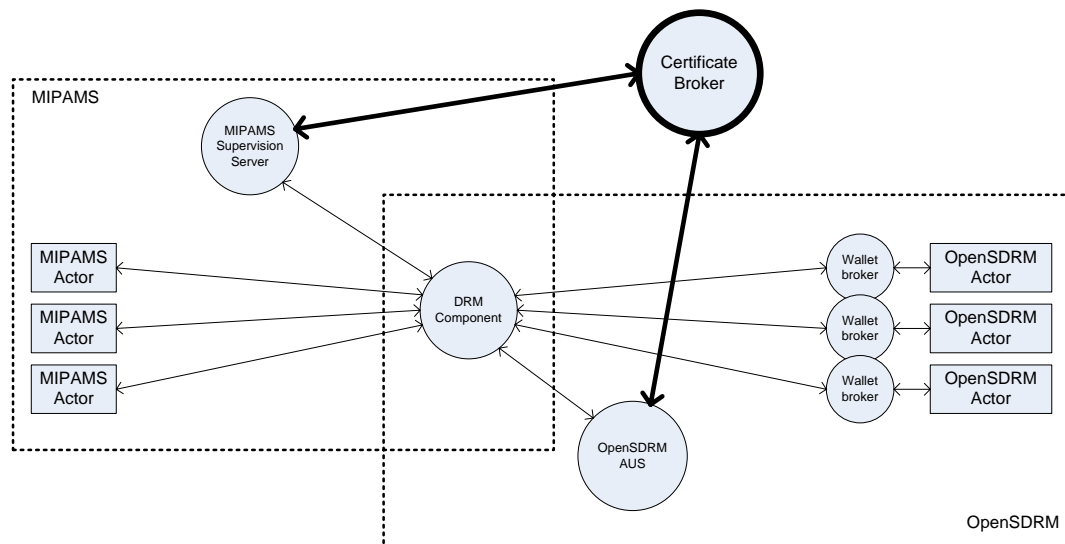 Certificate
Broker
MIPAMS
MIPAMS
Supervision
Server
MIPAMS
Actor
MIPAMS
Actor
MIPAMS
Actor
DRM
Component
Wallet
broker
Wallet
broker
Wallet
broker
OpenSDRM
Actor
OpenSDRM
Actor
OpenSDRM
Actor
OpenSDRM
AUS
OpenSDRM